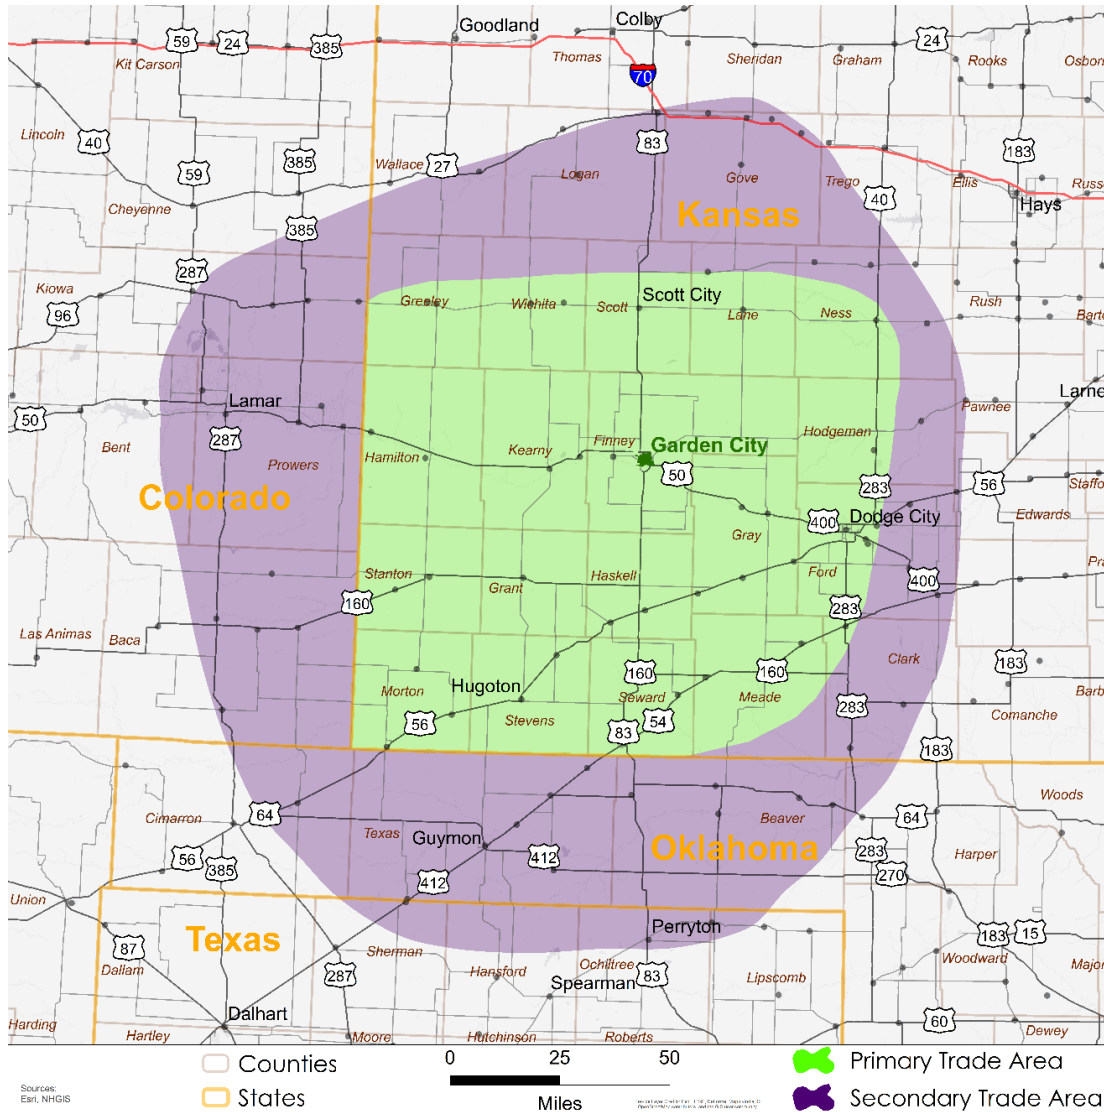 Goodland
Colby
59
24
385
24
Kit Carson
Thomas
Sheridan
Graham
Rooks
Osborn
70
Lincoln
40
83
183
59
385
Wallace
27
Logan
Gove
Trego
Ellis
Russe
40
Hays
Cheyenne
385
Kansas
287
Kiowa
96
Greeley
Wichita
Scott
Scott City
Lane
Ness
Rush
Barto
Lamar
50
Larne
Pawnee
Bent
287
Prowers
Hamilton
Kearny
Finney
Garden City
Hodgeman
50
283
56
Staffo
Colorado
400
Dodge City
Edwards
Gray
Stanton
Grant
Haskell
Ford
400
Pra
160
283
Las Animas
Baca
Clark
183
Morton
Hugoton
160
Seward
160
Meade
Barb
56
Stevens
54
83
283
Comanche
183
Cimarron
64
Texas
Guymon
Beaver
64
Woods
56
385
412
Oklahoma
283
Harper
412
270
Union
Texas
87
Dallam
Sherman
Perryton
183
15
287
Hansford
Ochiltree
Spearman
83
Lipscomb
Woodward
Major
Dalhart
60
Harding
Hartley
Moore
Hutchinson
Roberts
Dewey
Counties
States
0 25 50
Miles
Primary Trade Area
Secondary Trade Area
Sources:
Esri, NHGIS